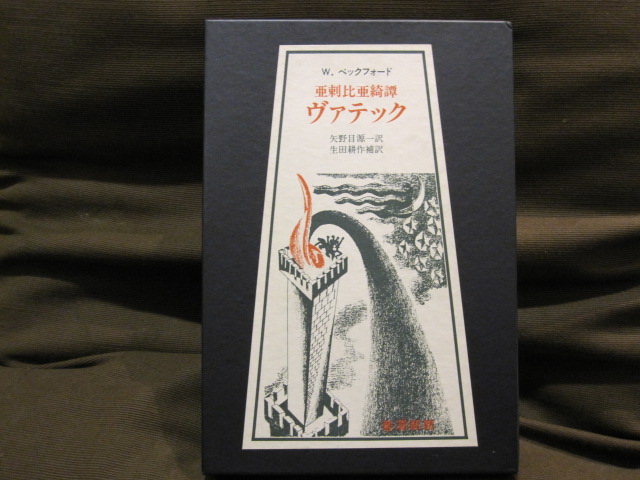 W. ベックフォード
亜剌比亜綺譚
ヴァテック
矢野目源一訳
生田耕作補訳